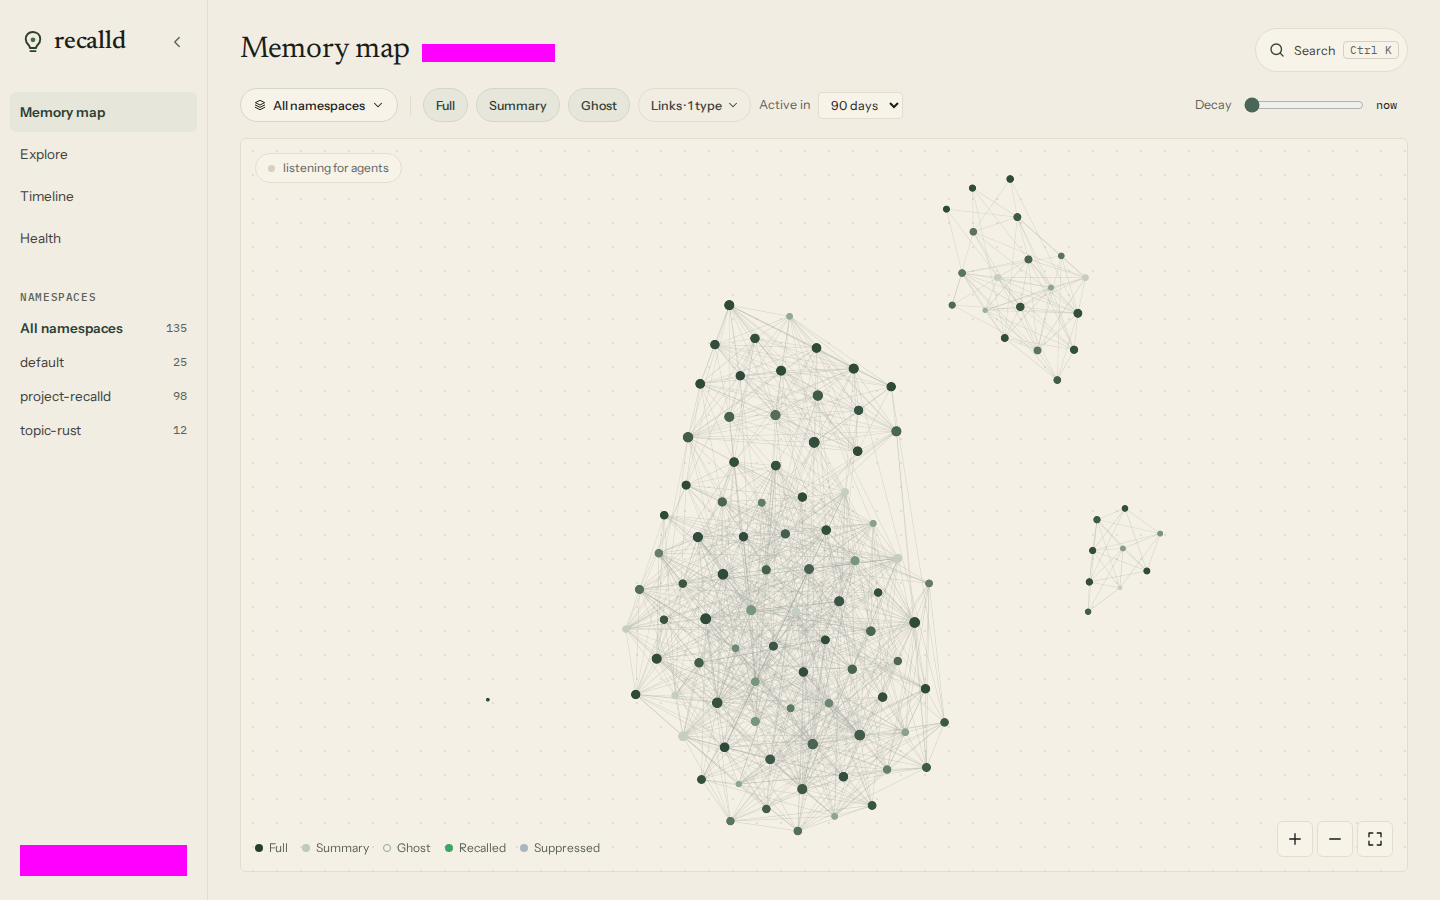 recalld
Memory map
Explore
Timeline
Health
NAMESPACES
All namespaces 135
default 25
project-recalld 98
topic-rust 12
Memory map
Search Ctrl K
All namespaces
Full
Summary
Ghost
Links · 1 type
Active in
90 days
Decay
now
listening for agents
Full
Summary
Ghost
Recalled
Suppressed